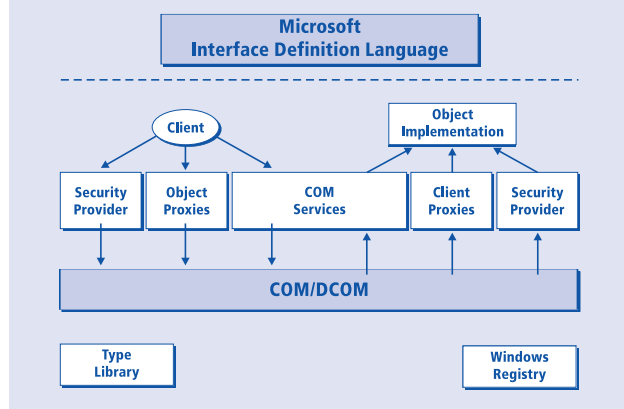 Microsoft
Interface Definition Language
Client
Object
Implementation
Security
Provider
Object
Proxies
COM
Services
Client
Proxies
Security
Provider
COM/DCOM
Type
Library
Windows
Registry